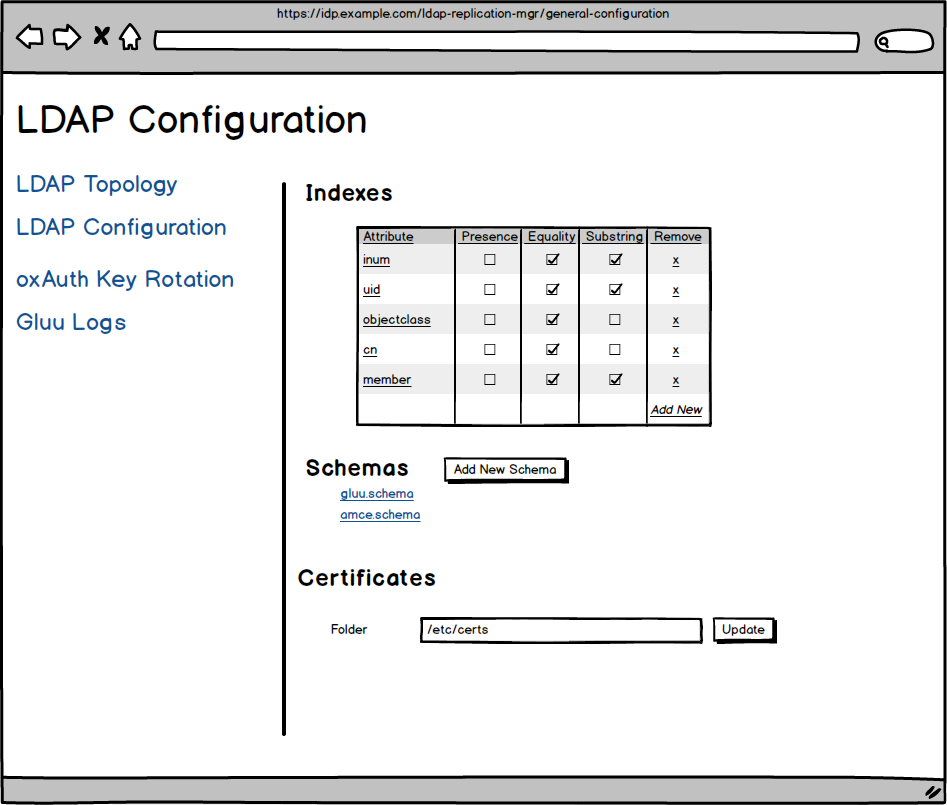 https://idp.example.com/ldap-replication-mgr/general-configuration
LDAP Configuration
LDAP Topology
LDAP Configuration
oxAuth Key Rotation
Gluu Logs
Indexes
Attribute Presence Equality Substring Remove
inum x
uid x
objectclass x
cn x
member x
Add New
Schemas Add New Schema
gluu.schema
amce.schema
Certificates
Folder /etc/certs Update